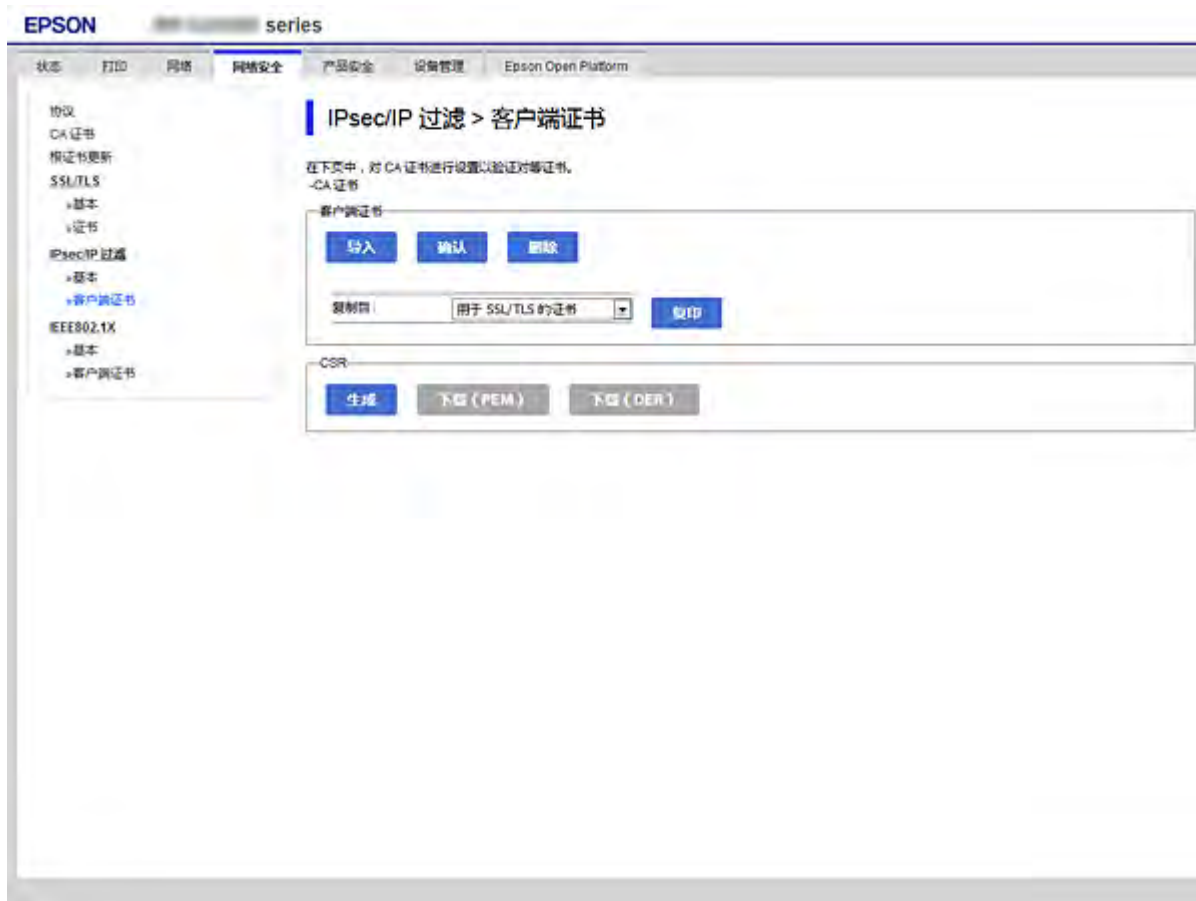 EPSON series
状态 打印 网络 网络安全 产品安全 设备管理 Epson Open Platform
协议
CA 证书
根证书更新
SSL/TLS
»基本
»证书
IPsec/IP 过滤
»基本
»客户端证书
IEEE802.1X
»基本
»客户端证书
IPsec/IP 过滤 > 客户端证书
在下页中，对 CA 证书进行设置以验证对等证书。
-CA 证书
客户端证书
导入 确认 删除
复制自： 用于 SSL/TLS 的证书 复印
CSR
生成 下载 ( PEM ) 下载 ( DER )